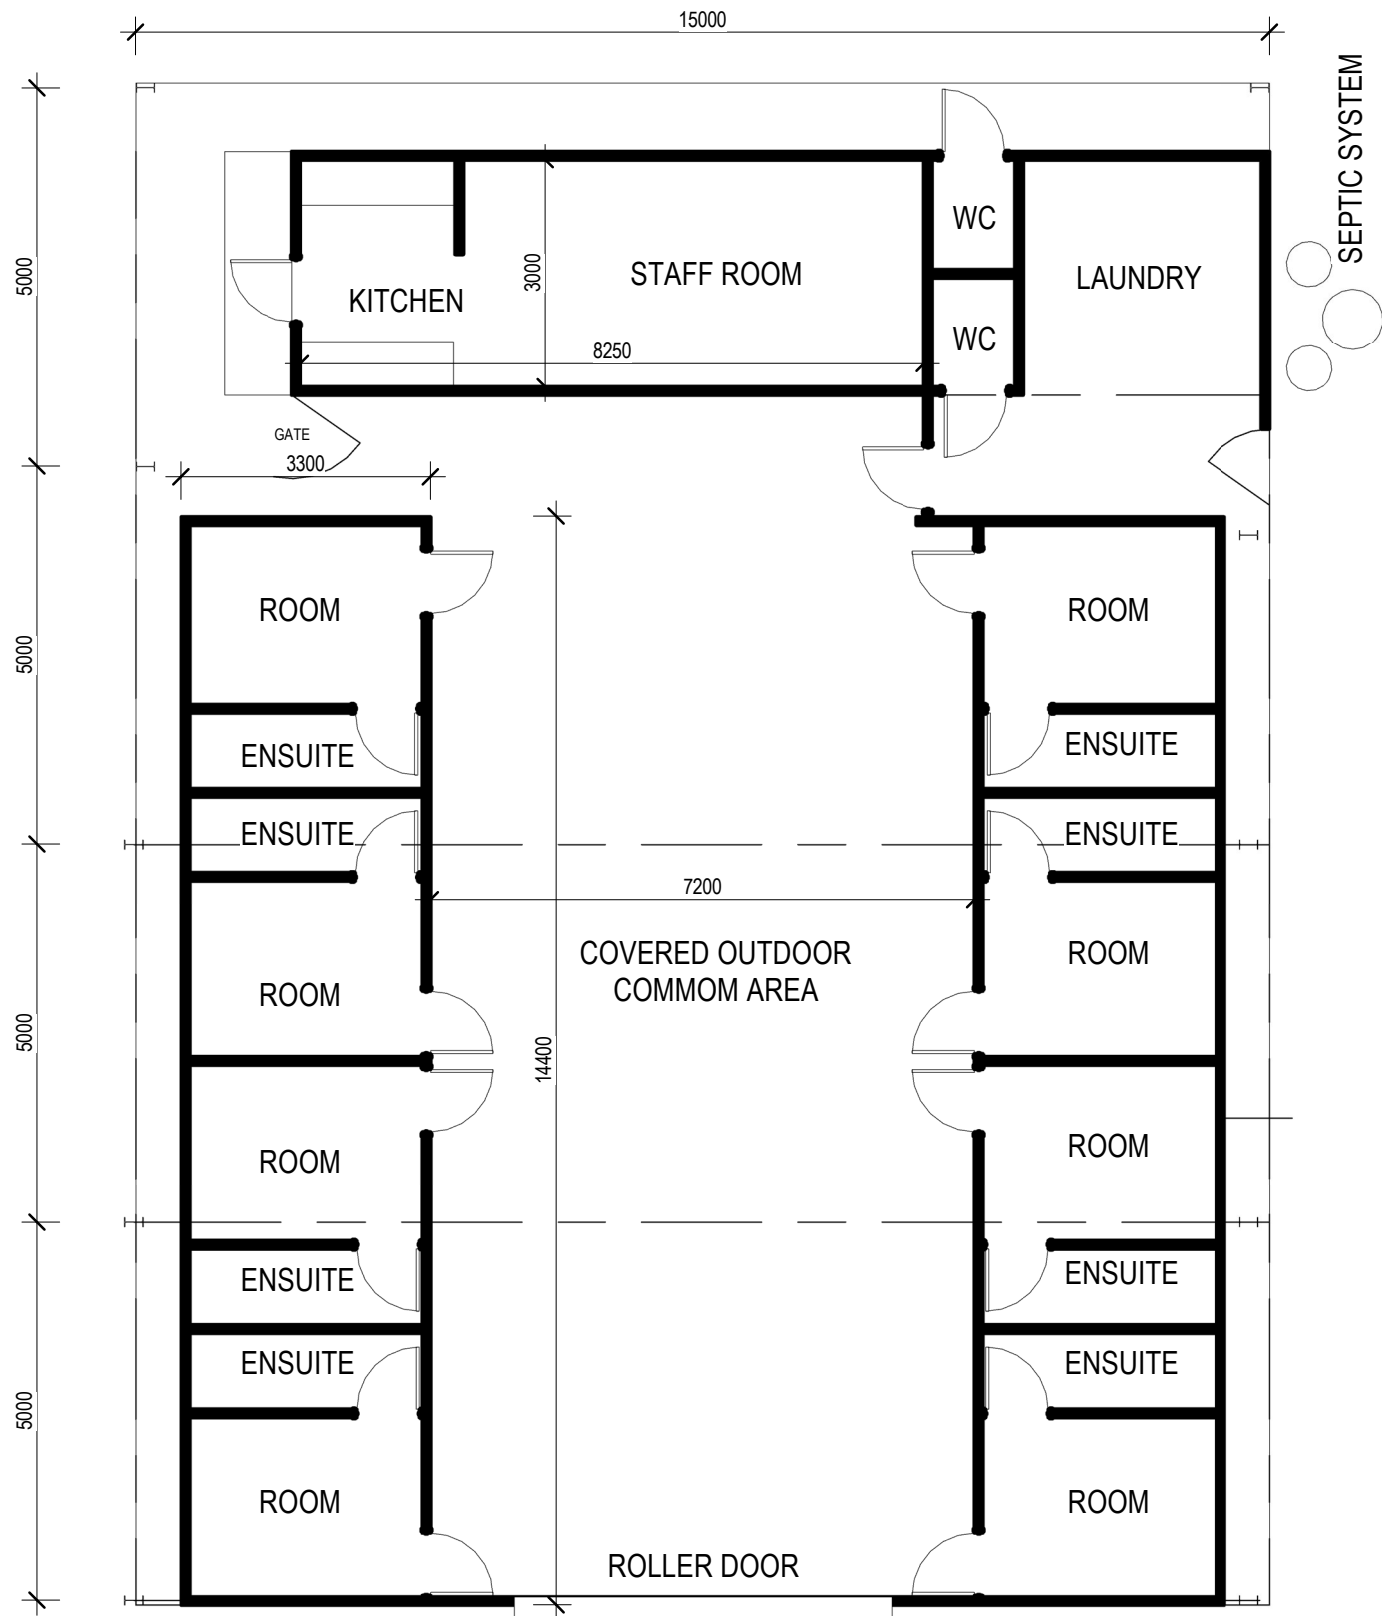 15000
SEPTIC SYSTEM
WC
5000
3000
STAFF ROOM
LAUNDRY
KITCHEN
WC
8250
GATE
3300
ROOM
ROOM
5000
ENSUITE
ENSUITE
ENSUITE
ENSUITE
7200
COVERED OUTDOOR
COMMOM AREA
ROOM
ROOM
5000
14400
ROOM
ROOM
ENSUITE
ENSUITE
ENSUITE
ENSUITE
5000
ROOM
ROOM
ROLLER DOOR